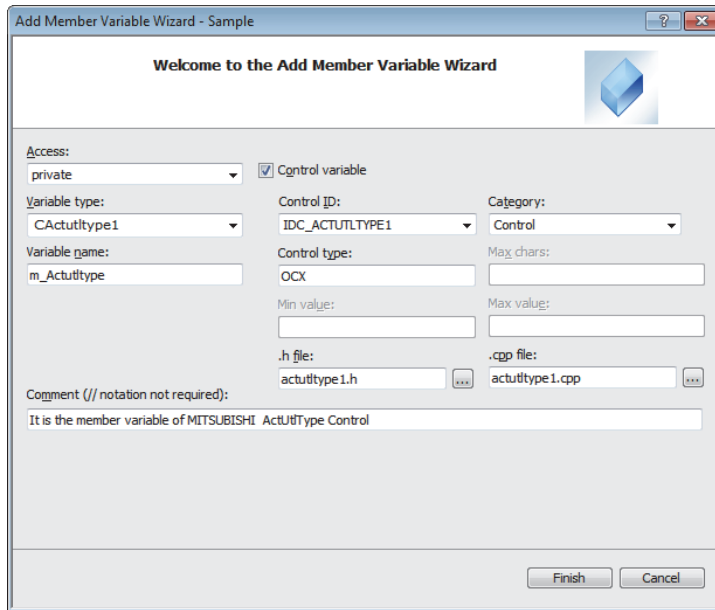 Add Member Variable Wizard - Sample
Welcome to the Add Member Variable Wizard
Access:
private
Control variable
Variable type:
Control ID:
Category:
CActutltype1
IDC_ACTUTLTYPE1
Control
Variable name:
Control type:
Max chars:
m_Actutltype
OCX
Min value:
Max value:
.h file:
.cpp file:
actutltype1.h
...
actutltype1.cpp
...
Comment (// notation not required):
It is the member variable of MITSUBISHI ActUtlType Control
Finish
Cancel